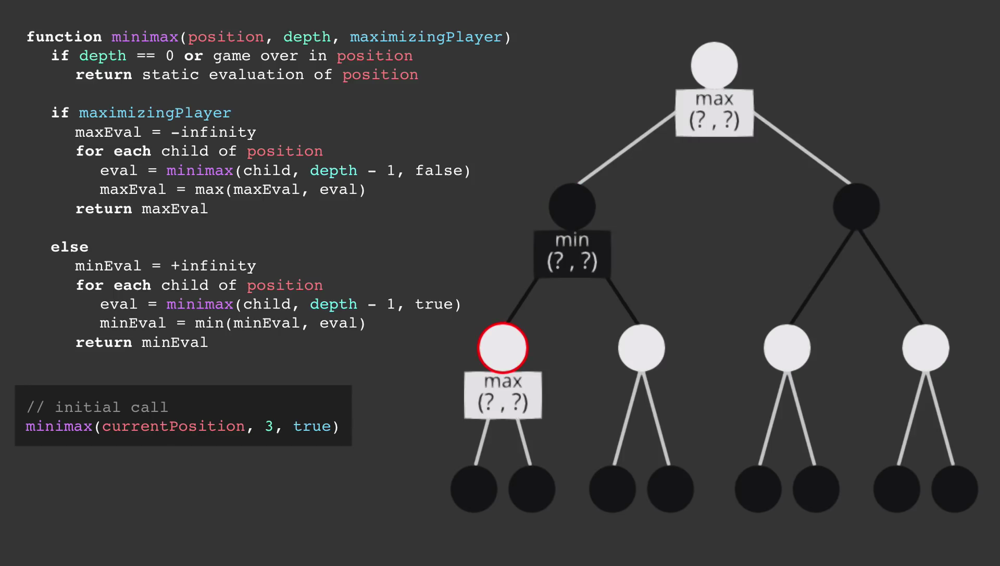 function minimax(position, depth, maximizingPlayer)
if depth == 0 or game over in position
return static evaluation of position
if maximizingPlayer
maxEval = -infinity
for each child of position
eval = minimax(child, depth - 1, false)
maxEval = max(maxEval, eval)
return maxEval
else
minEval = +infinity
for each child of position
eval = minimax(child, depth - 1, true)
minEval = min(minEval, eval)
return minEval
// initial call
minimax(currentPosition, 3, true)
max
(? , ?)
min
(? , ?)
max
(? , ?)